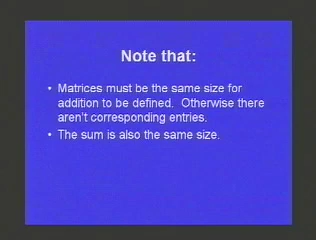 Note that:
• Matrices must be the same size for
addition to be defined.  Otherwise there
aren't corresponding entries.
• The sum is also the same size.